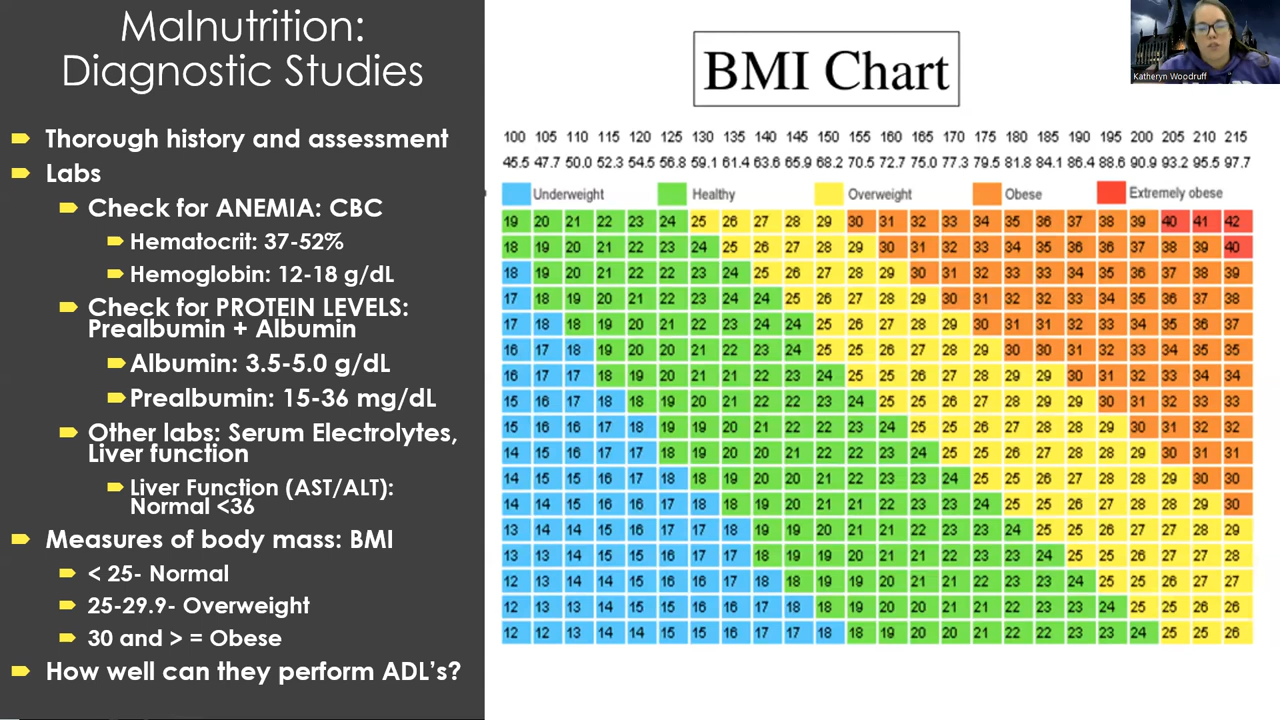 Malnutrition:
Diagnostic Studies
Thorough history and assessment
Labs
Check for ANEMIA: CBC
Hematocrit: 37-52%
Hemoglobin: 12-18 g/dL
Check for PROTEIN LEVELS:
Prealbumin + Albumin
Albumin: 3.5-5.0 g/dL
Prealbumin: 15-36 mg/dL
Other labs: Serum Electrolytes,
Liver function
Liver Function (AST/ALT):
Normal <36
Measures of body mass: BMI
< 25- Normal
25-29.9- Overweight
30 and > = Obese
How well can they perform ADL's?
BMI Chart
100 105 110 115 120 125 130 135 140 145 150 155 160 165 170 175 180 185 190 195 200 205 210 215
45.5 47.7 50.0 52.3 54.5 56.8 59.1 61.4 63.6 65.9 68.2 70.5 72.7 75.0 77.3 79.5 81.8 84.1 86.4 88.6 90.9 93.2 95.5 97.7
Underweight Healthy Overweight Obese Extremely obese
19 20 21 22 23 24 25 26 27 28 29 30 31 32 33 34 35 36 37 38 39 40 41 42
18 19 20 21 22 23 24 25 26 27 28 29 30 31 32 33 34 35 36 37 38 39 40
18 19 20 21 22 22 23 24 25 26 27 28 29 30 31 32 33 33 34 35 36 37 38 39
17 18 19 20 21 22 22 23 24 25 26 27 28 29 30 31 32 32 33 34 35 36 37 38
17 18 18 19 20 21 22 23 24 24 25 26 27 28 29 30 31 31 32 33 34 35 36 37
16 17 18 19 20 20 21 22 23 24 25 25 26 27 28 29 30 30 31 32 33 34 35 35
16 17 17 18 19 20 21 21 22 23 24 25 25 26 27 28 29 29 30 31 32 33 34 34
15 16 17 18 18 19 20 21 22 22 23 24 25 26 27 28 29 29 30 31 32 33 33
15 16 16 17 18 19 19 20 21 22 23 24 25 25 26 27 28 29 30 31 32 32
14 15 16 17 17 18 19 20 20 21 22 23 24 25 25 26 27 28 28 30 31 31
14 15 15 16 17 18 18 19 20 20 21 22 23 23 24 25 25 26 27 28 28 29 30 30
14 14 15 16 16 17 18 18 19 20 21 21 22 23 24 25 25 26 27 28 28 29 30
13 14 14 15 16 17 17 18 19 19 20 21 21 22 23 24 25 25 26 27 28 29
13 13 14 15 15 16 17 17 18 19 19 20 21 21 22 23 23 24 25 25 26 27 27 28
12 13 14 14 15 16 16 17 18 18 19 20 21 21 22 23 23 24 25 25 26 27 27
12 13 13 14 15 15 16 16 17 18 18 19 20 21 21 22 23 23 24 25 25 26 26
12 12 13 14 14 15 15 16 17 17 18 18 19 20 20 21 22 22 23 23 24 25 25 26
Katheryn Woodruff